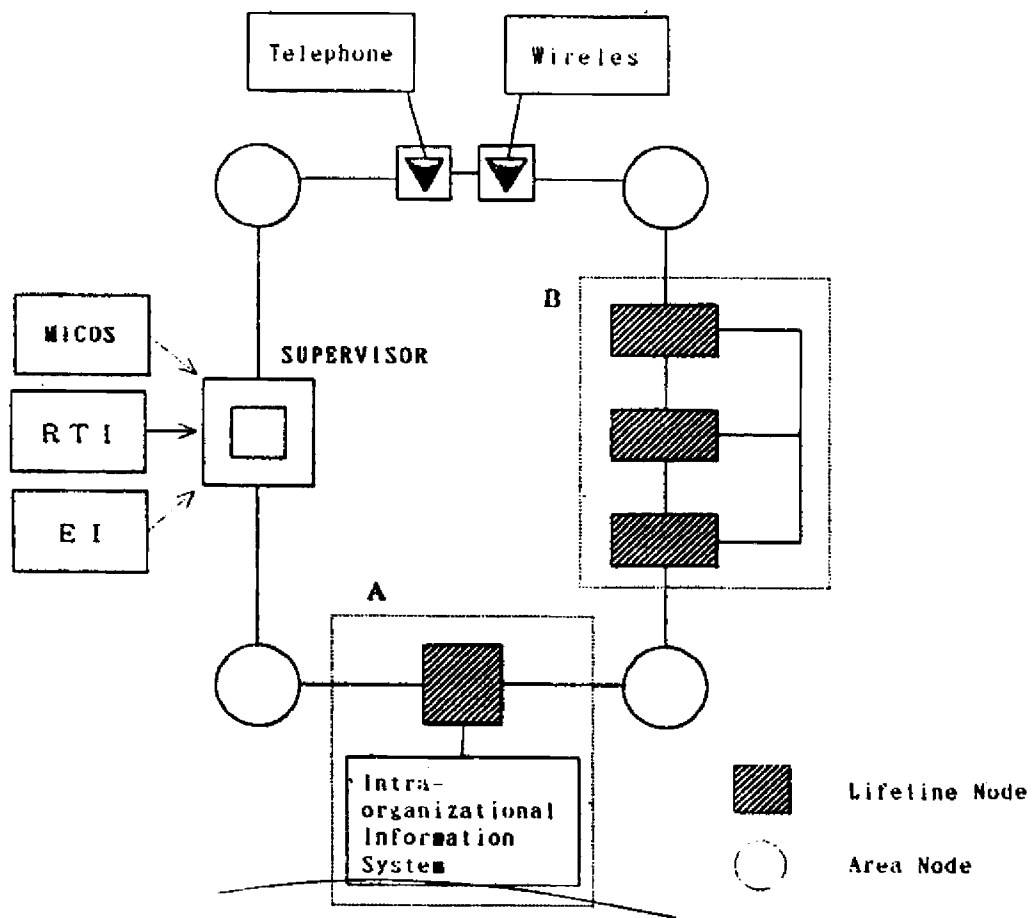 Telephone
Wireles
B
MICOS
SUPERVISOR
RTI
EI
A
Intra-
organizational
Information
System
Lifeline Node
Area Node